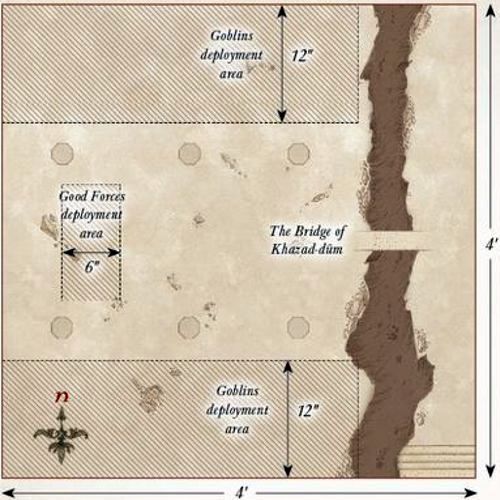 Goblins
deployment
area
12"
Good Forces
deployment
area
6"
The Bridge of
Khazad-dûm
4'
Goblins
deployment
area
12"
n
4'